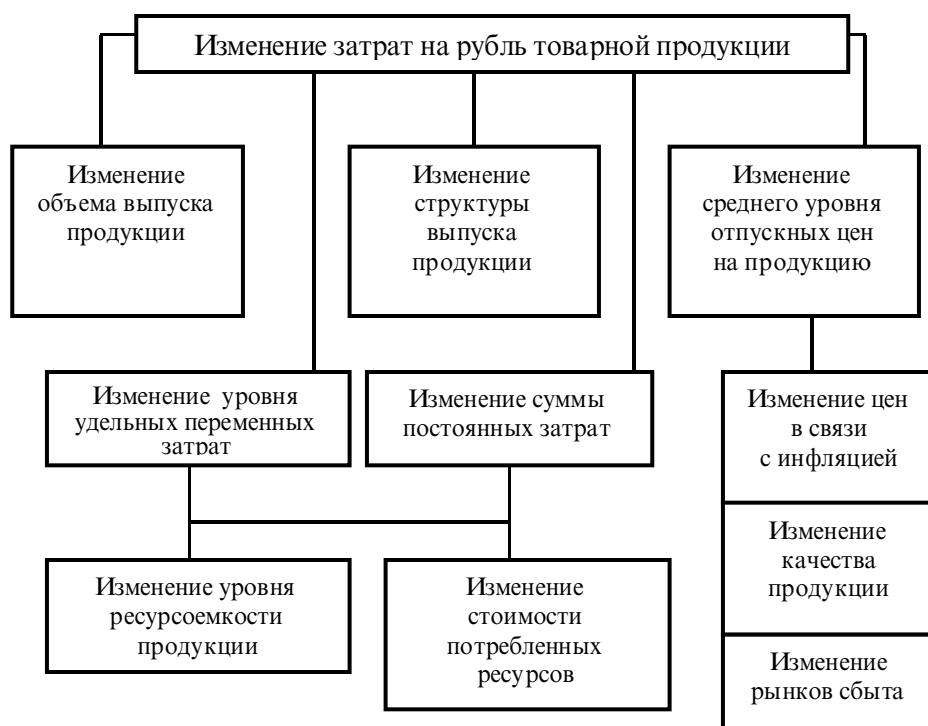 Изменение затрат на рубль товарной продукции
Изменение
объема выпуска
продукции
Изменение
структуры
выпуска
продукции
Изменение
среднего уровня
отпускных цен
на продукцию
Изменение уровня
удельных переменных
затрат
Изменение суммы
постоянных затрат
Изменение цен
в связи
с инфляцией
Изменение уровня
ресурсоемкости
продукции
Изменение
стоимости
потребленных
ресурсов
Изменение
качества
продукции
Изменение
рынков сбыта